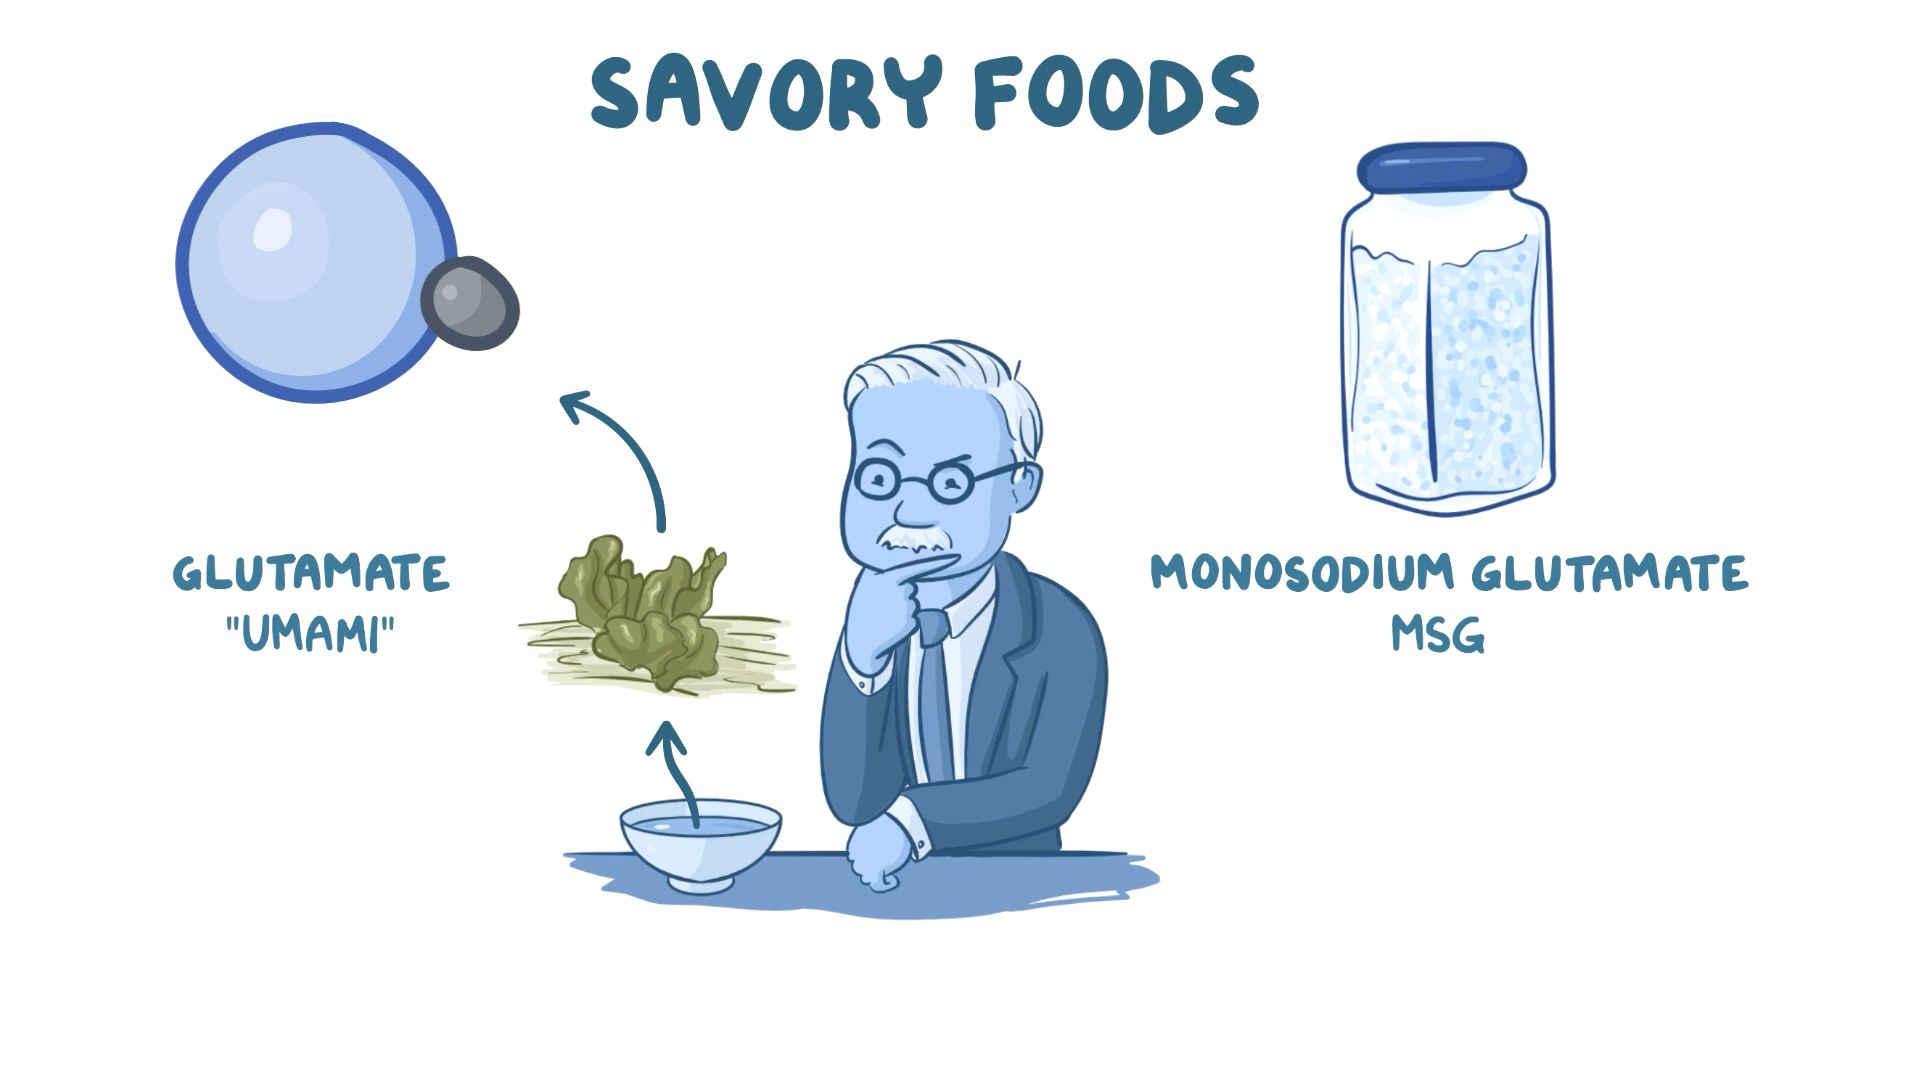 SAVORY FOODS
GLUTAMATE
"UMAMI"
MONOSODIUM GLUTAMATE
MSG